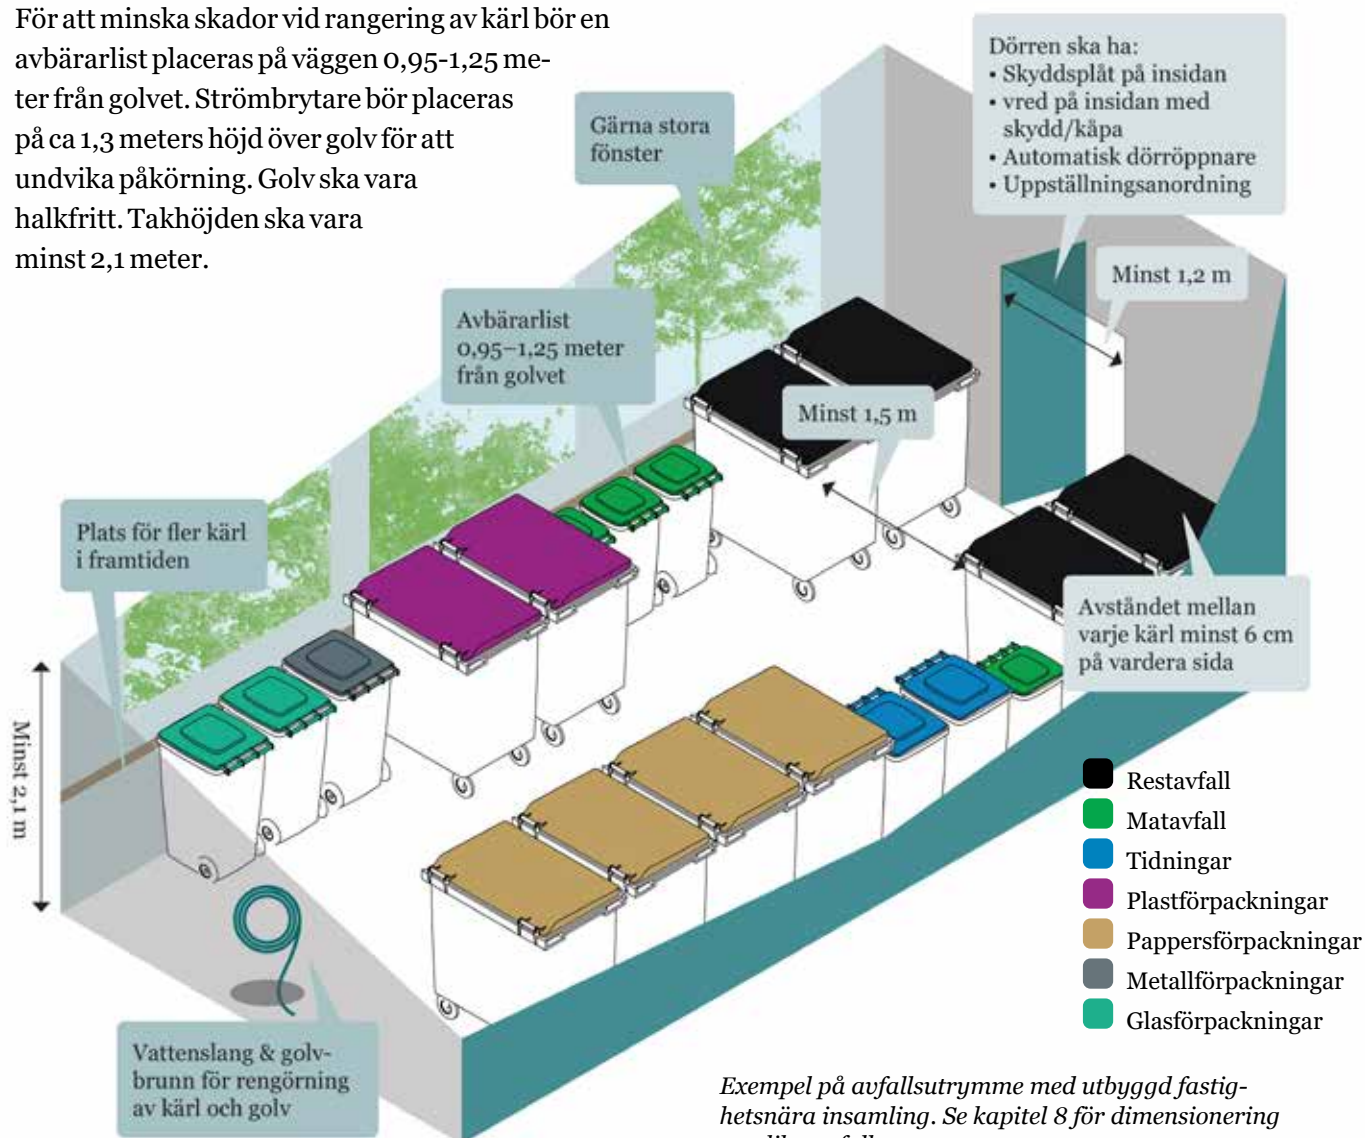 För att minska skador vid rangering av kärl bör en
avbärarlist placeras på väggen 0,95-1,25 me-
ter från golvet. Strömbrytare bör placeras
på ca 1,3 meters höjd över golv för att
undvika påkörning. Golv ska vara
halkfritt. Takhöjden ska vara
minst 2,1 meter.
Gärna stora
fönster
Dörren ska ha:
• Skyddsplåt på insidan
• vred på insidan med
skydd/kåpa
• Automatisk dörröppnare
• Uppställningsanordning
Minst 1,2 m
Avbärarlist
0,95–1,25 meter
från golvet
Minst 1,5 m
Plats för fler kärl
i framtiden
Avståndet mellan
varje kärl minst 6 cm
på vardera sida
Minst 2,1 m
Restavfall
Matavfall
Tidningar
Plastförpackningar
Pappersförpackningar
Metallförpackningar
Glasförpackningar
Vattenslang & golv-
brunn för rengörning
av kärl och golv
Exempel på avfallsutrymme med utbyggd fastig-
hetsnära insamling. Se kapitel 8 för dimensionering